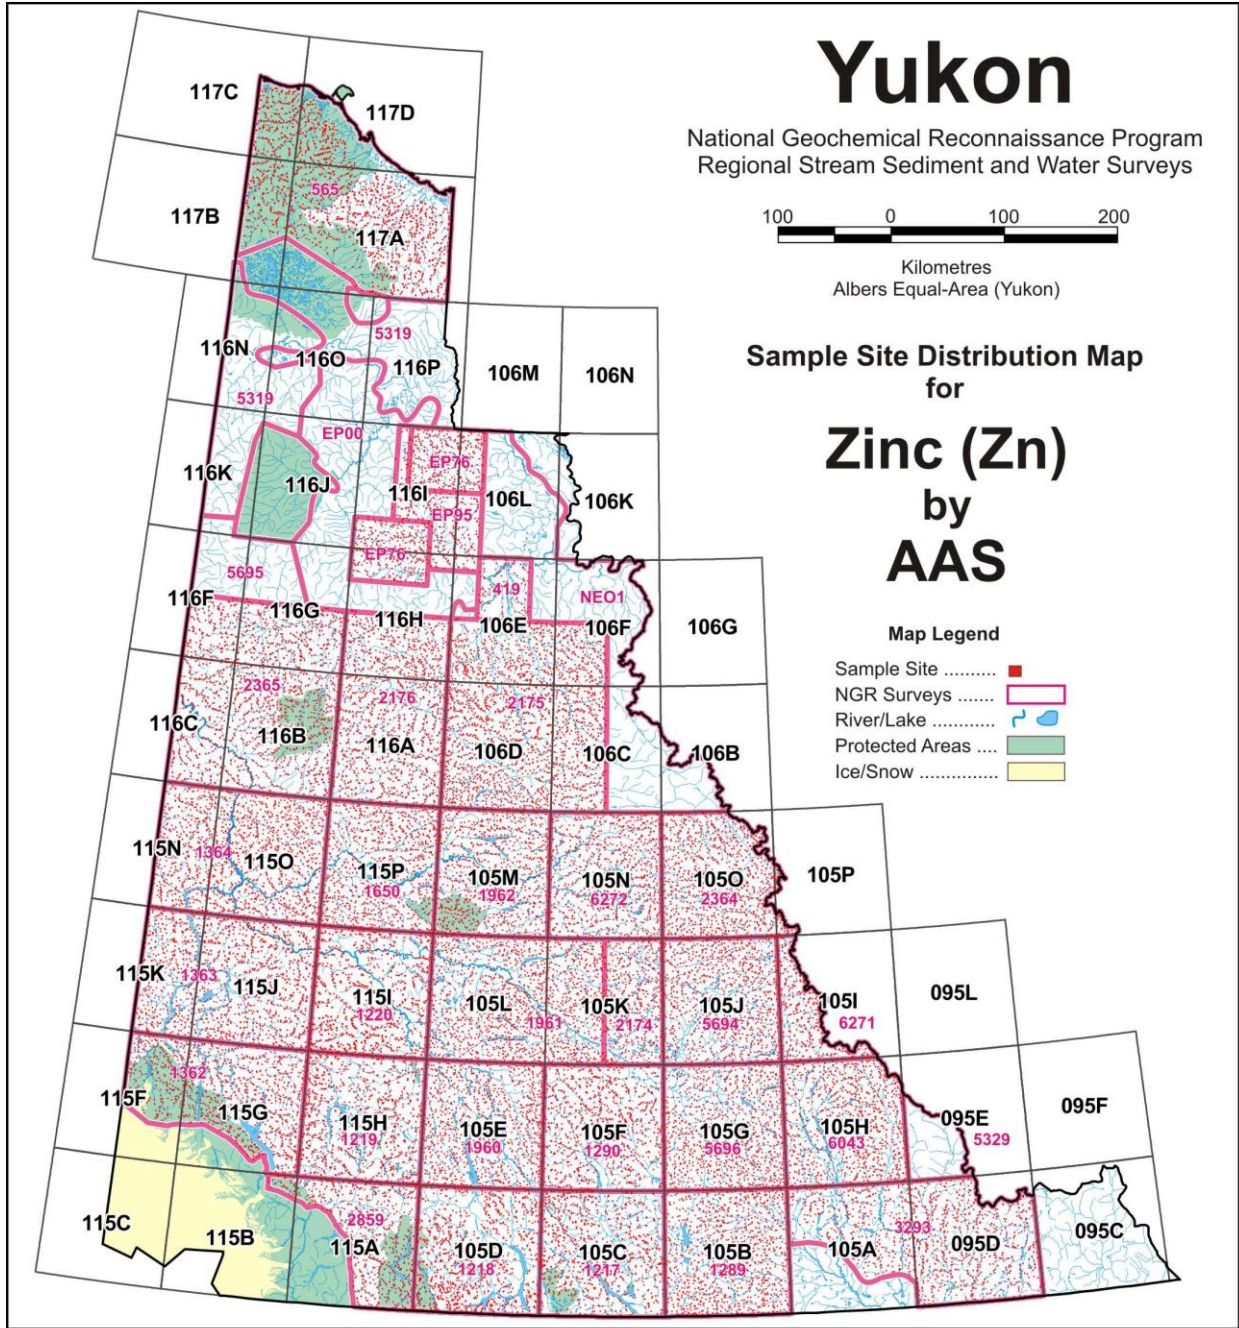 Yukon
National Geochemical Reconnaissance Program
Regional Stream Sediment and Water Surveys
100 0 100 200
Kilometres
Albers Equal-Area (Yukon)
Sample Site Distribution Map
for
Zinc (Zn)
by
AAS
Map Legend
Sample Site ..........
NGR Surveys .......
River/Lake ............
Protected Areas ....
Ice/Snow ...............
117C
117D
117B
565
117A
5319
116N
116O
116P
106M
106N
5319
EP00
EP76
116K
116J
116I
106L
106K
EP95
EP76
5695
419
NEO1
116F
116G
116H
106E
106F
106G
2365
2176
2175
116C
116B
116A
106D
106C
106B
115N
1364
115O
115P
1650
105M
1962
105N
6272
105O
2364
105P
115K
1363
115J
115I
1220
105L
1961
105K
2174
105J
5694
105I
6271
095L
1362
115F
115G
115H
1219
105E
1960
105F
1290
105G
5696
105H
6043
095E
5329
095F
115C
115B
2859
115A
105D
1218
105C
1217
105B
1289
105A
3293
095D
095C